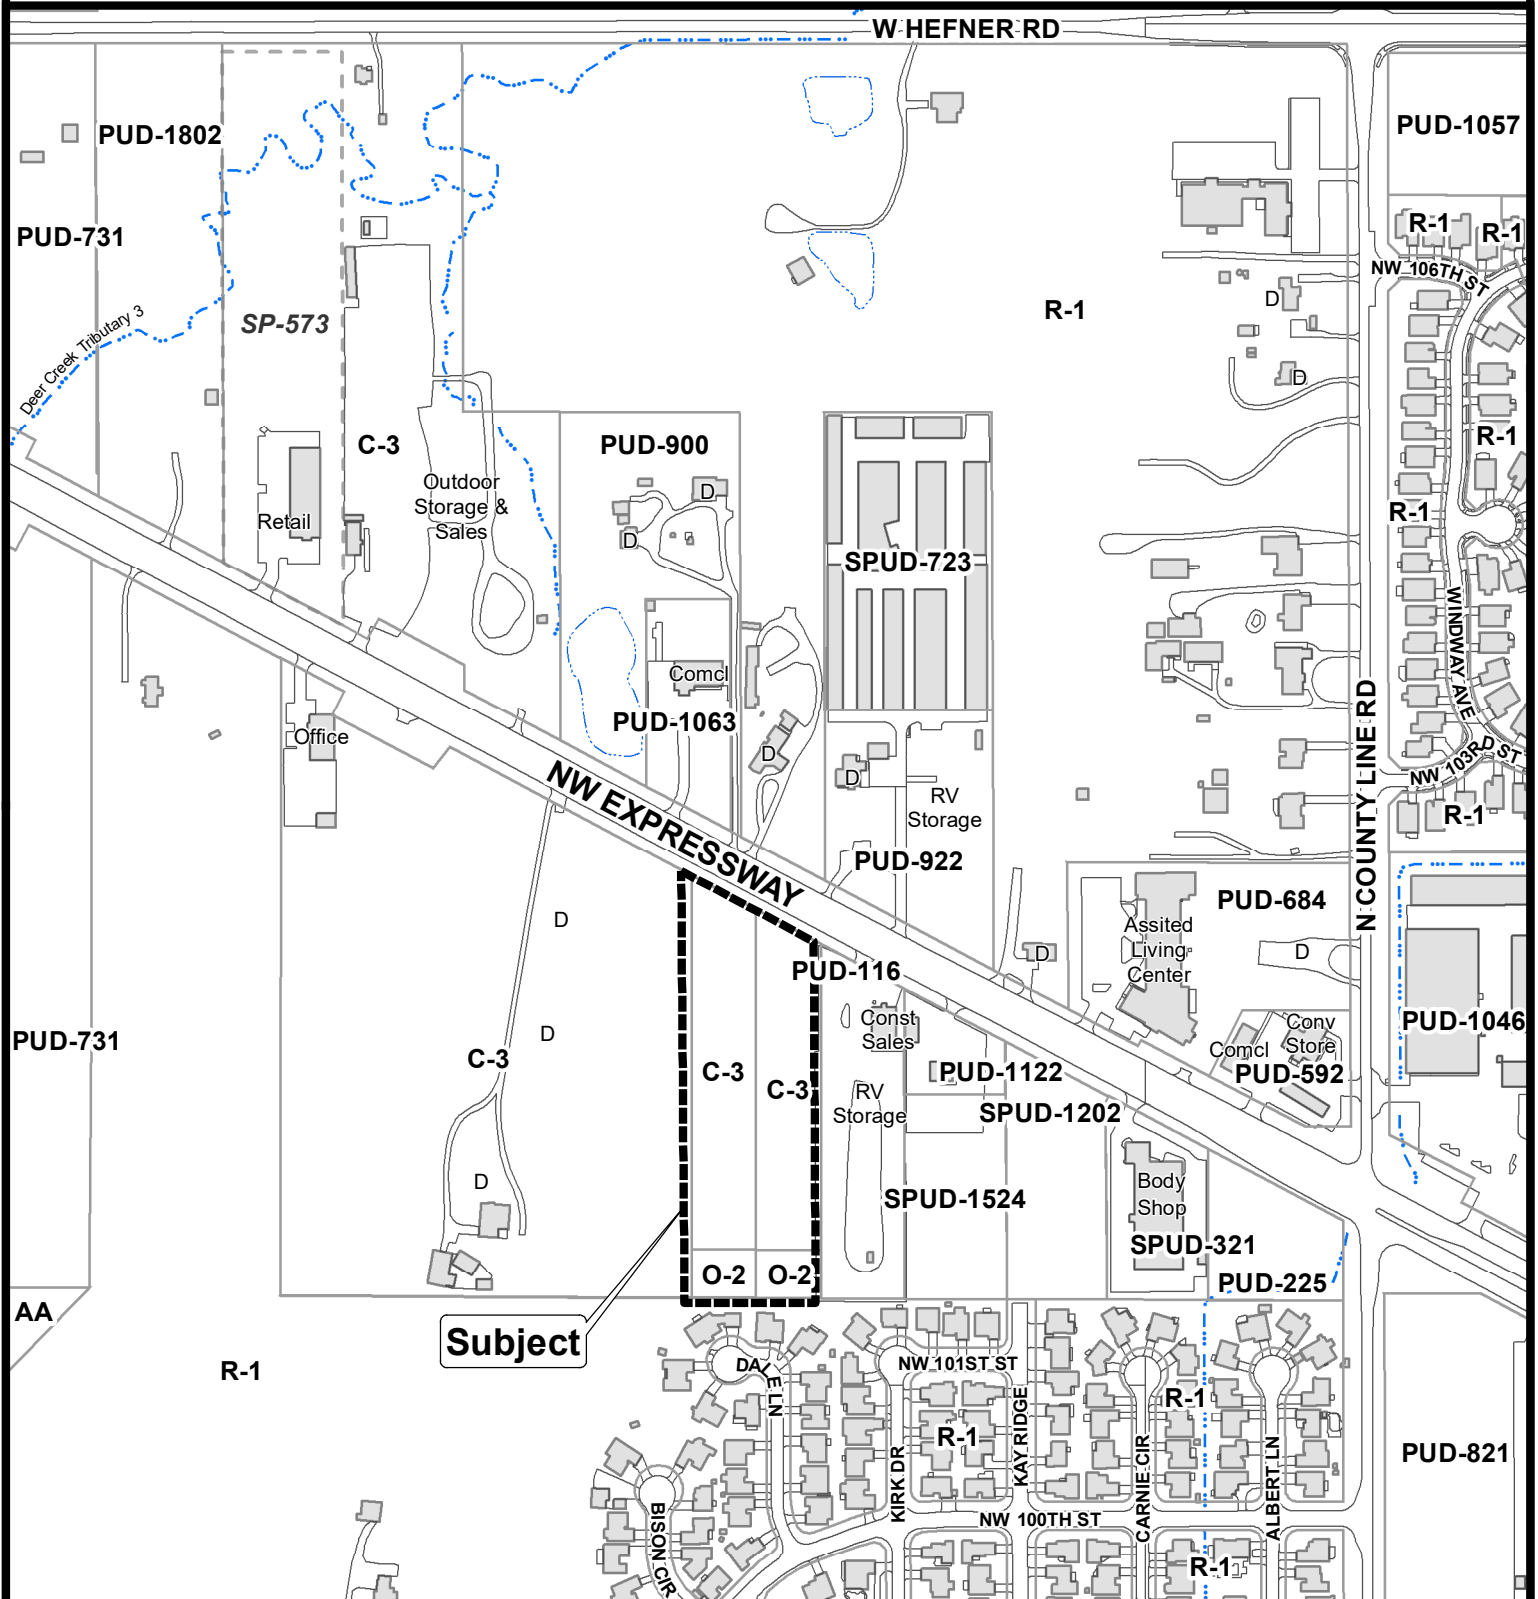 W HEFNER RD
PUD-1057
PUD-1802
R-1
R-1
PUD-731
NW 106TH ST
D
R-1
SP-573
Deer Creek Tributary 3
D
R-1
C-3
PUD-900
Outdoor
Storage &
Sales
D
Retail
R-1
D
SPUD-723
WINDWAY AVE
Comcl
PUD-1063
N COUNTY LINE RD
Office
D
D
NW 103RD ST
NW EXPRESSWAY
RV
Storage
R-1
PUD-922
PUD-684
D
Assited
Living
Center
D
D
PUD-116
Const
Sales
Conv
Store
PUD-1046
D
PUD-731
C-3
C-3
C-3
Comcl
PUD-592
PUD-1122
RV
Storage
SPUD-1202
D
Body
Shop
SPUD-1524
SPUD-321
O-2
O-2
PUD-225
AA
Subject
R-1
DALE LN
NW 101ST ST
KAY RIDGE
R-1
R-1
KIRK DR
CARNIE CIR
ALBERT LN
PUD-821
BISON CIR
NW 100TH ST
R-1